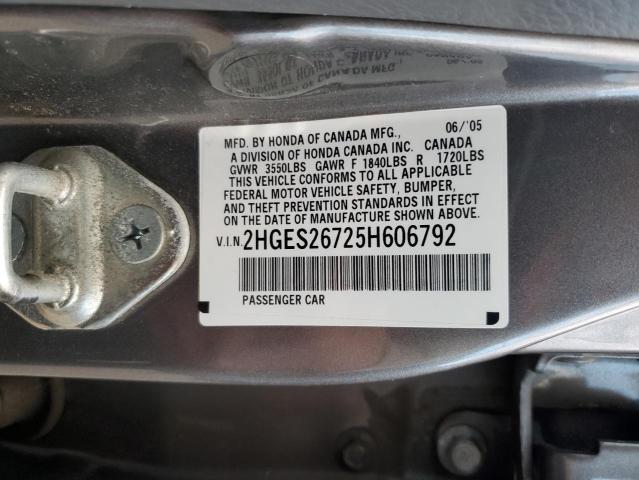 MFD. BY HONDA OF CANADA MFG., 06/'05
A DIVISION OF HONDA CANADA INC. CANADA
GVWR 3550LBS GAWR F 1840LBS R 1720LBS
THIS VEHICLE CONFORMS TO ALL APPLICABLE
FEDERAL MOTOR VEHICLE SAFETY, BUMPER,
AND THEFT PREVENTION STANDARDS IN EFFECT
ON THE DATE OF MANUFACTURE SHOWN ABOVE.
V.I.N. 2HGES26725H606792
PASSENGER CAR